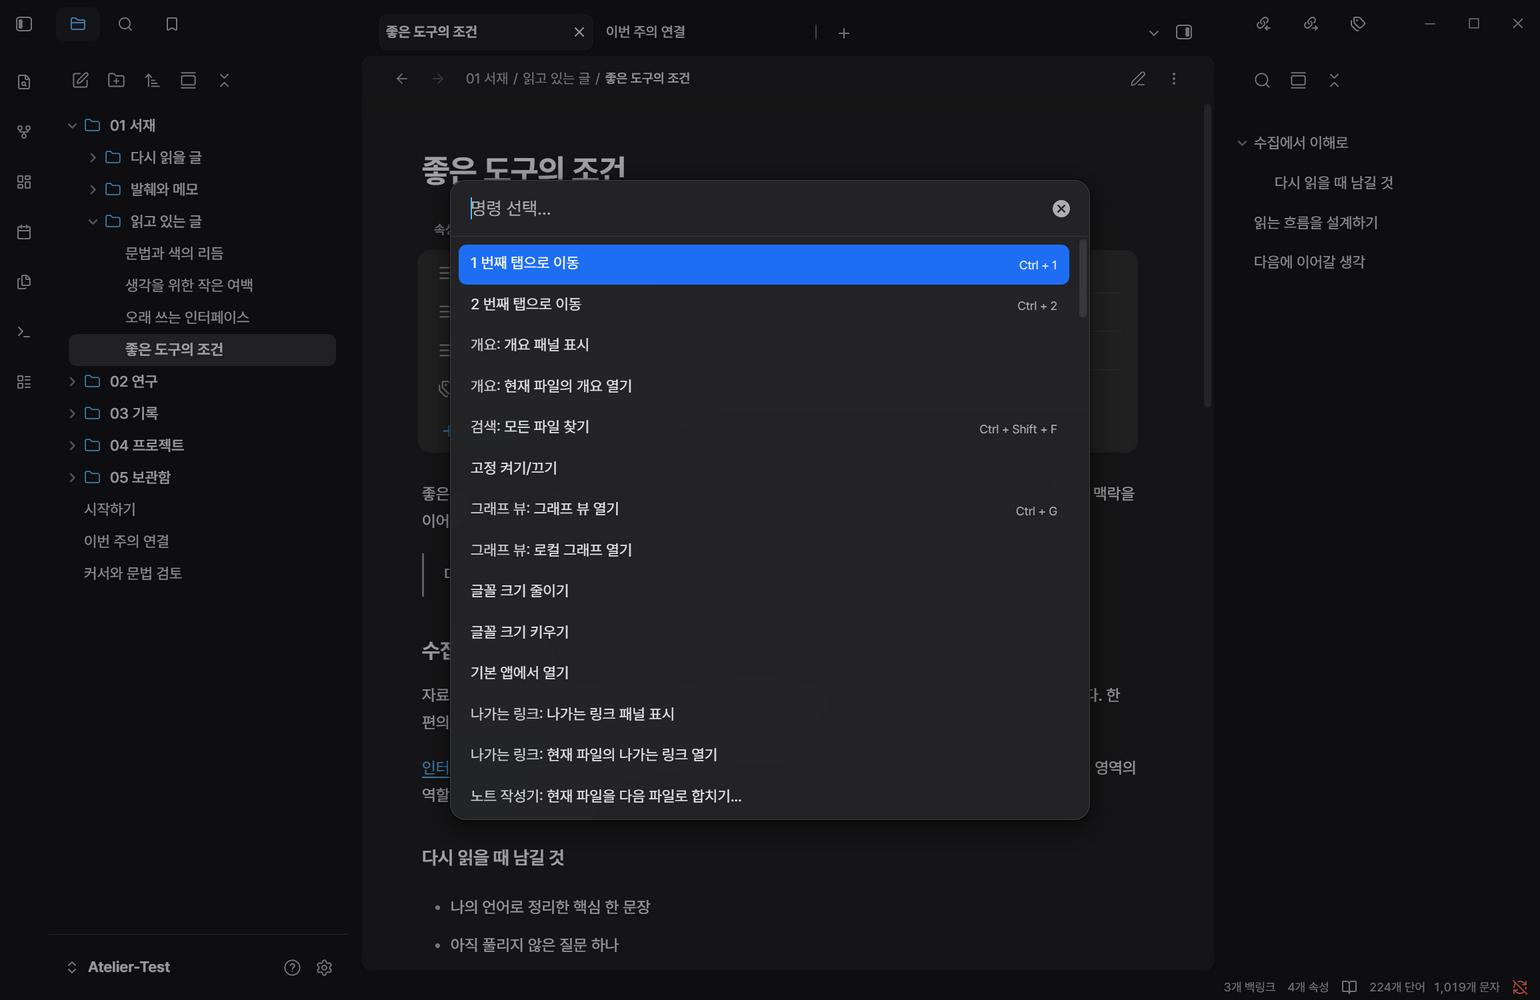 좋은 도구의 조건
이번 주의 연결
01 서재 / 읽고 있는 글 / 좋은 도구의 조건
01 서재
다시 읽을 글
발췌와 메모
읽고 있는 글
문법과 색의 리듬
생각을 위한 작은 여백
오래 쓰는 인터페이스
좋은 도구의 조건
02 연구
03 기록
04 프로젝트
05 보관함
시작하기
이번 주의 연결
커서와 문법 검토
Atelier-Test
좋은 도구의 조건
명령 선택...
1 번째 탭으로 이동 Ctrl + 1
2 번째 탭으로 이동 Ctrl + 2
개요: 개요 패널 표시
개요: 현재 파일의 개요 열기
검색: 모든 파일 찾기 Ctrl + Shift + F
고정 켜기/끄기
그래프 뷰: 그래프 뷰 열기 Ctrl + G
그래프 뷰: 로컬 그래프 열기
글꼴 크기 줄이기
글꼴 크기 키우기
기본 앱에서 열기
나가는 링크: 나가는 링크 패널 표시
나가는 링크: 현재 파일의 나가는 링크 열기
노트 작성기: 현재 파일을 다음 파일로 합치기...
좋은
맥락을
이어
자료
다. 한
편의
인터
영역의
역할
다시 읽을 때 남길 것
나의 언어로 정리한 핵심 한 문장
아직 풀리지 않은 질문 하나
수집에서 이해로
다시 읽을 때 남길 것
읽는 흐름을 설계하기
다음에 이어갈 생각
3개 백링크 4개 속성 224개 단어 1,019개 문자